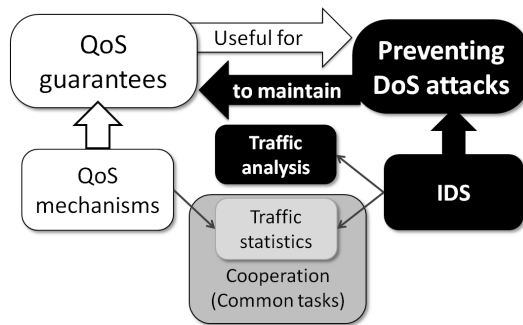 QoS
guarantees
Useful for
Preventing
DoS attacks
to maintain
Traffic
analysis
QoS
mechanisms
IDS
Traffic
statistics
Cooperation
(Common tasks)